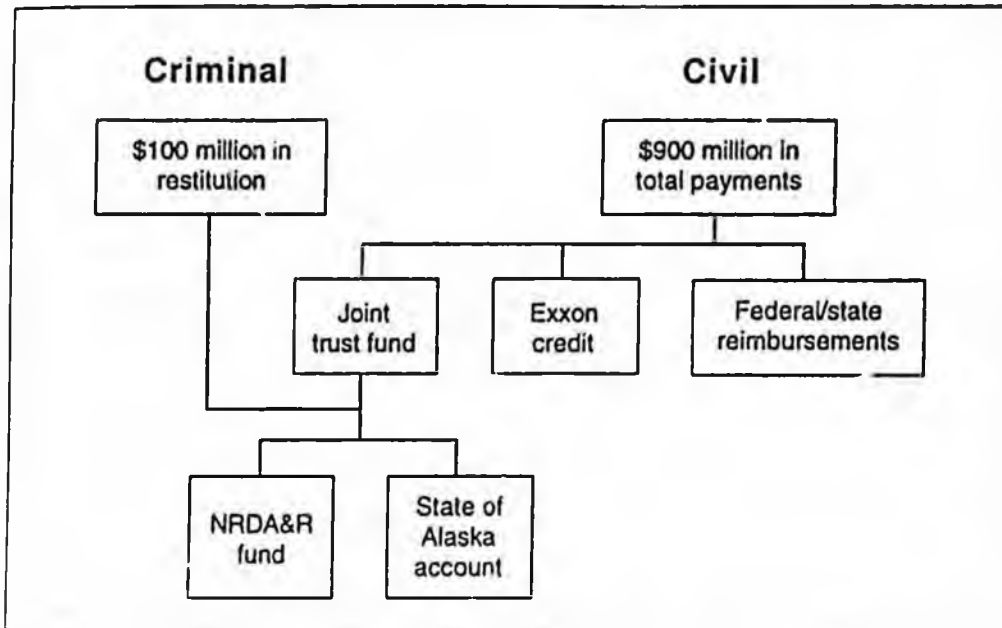 Criminal
Civil
$100 million in
restitution
$900 million in
total payments
Joint
trust fund
Exxon
credit
Federal/state
reimbursements
NRDA&R
fund
State of
Alaska
account